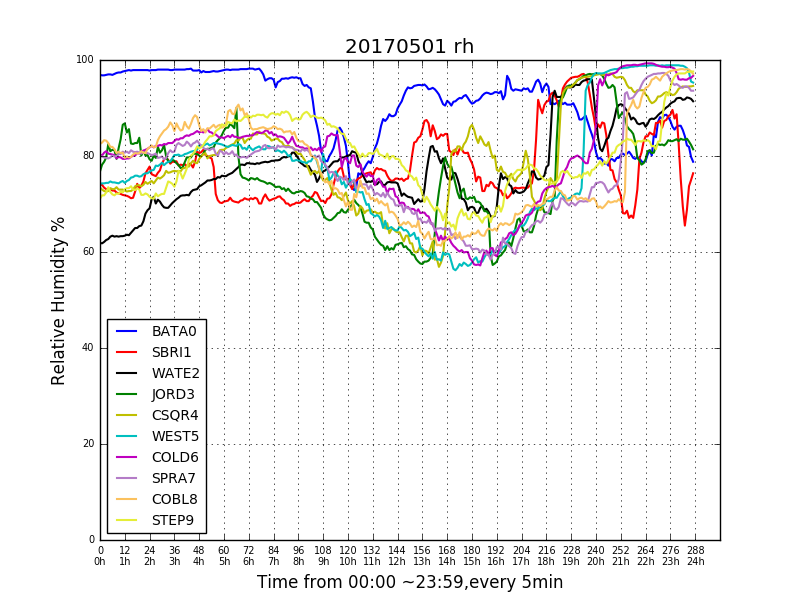 20170501 rh
100
80
60
40
20
0
Relative Humidity %
BATA0
SBRI1
WATE2
JORD3
CSQR4
WEST5
COLD6
SPRA7
COBL8
STEP9
0 12 24 36 48 60 72 84 96 108 120 132 144 156 168 180 192 204 216 228 240 252 264 276 288
0h 1h 2h 3h 4h 5h 6h 7h 8h 9h 10h 11h 12h 13h 14h 15h 16h 17h 18h 19h 20h 21h 22h 23h 24h
Time from 00:00 ~23:59,every 5min